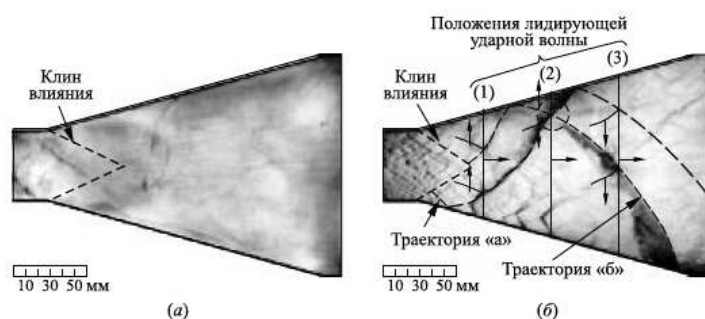 Клин
влияния
10 30 50 мм
(а)
Положения лидирующей
ударной волны
(1)
(2)
(3)
Клин
влияния
Траектория «а»
Траектория «б»
10 30 50 мм
(б)